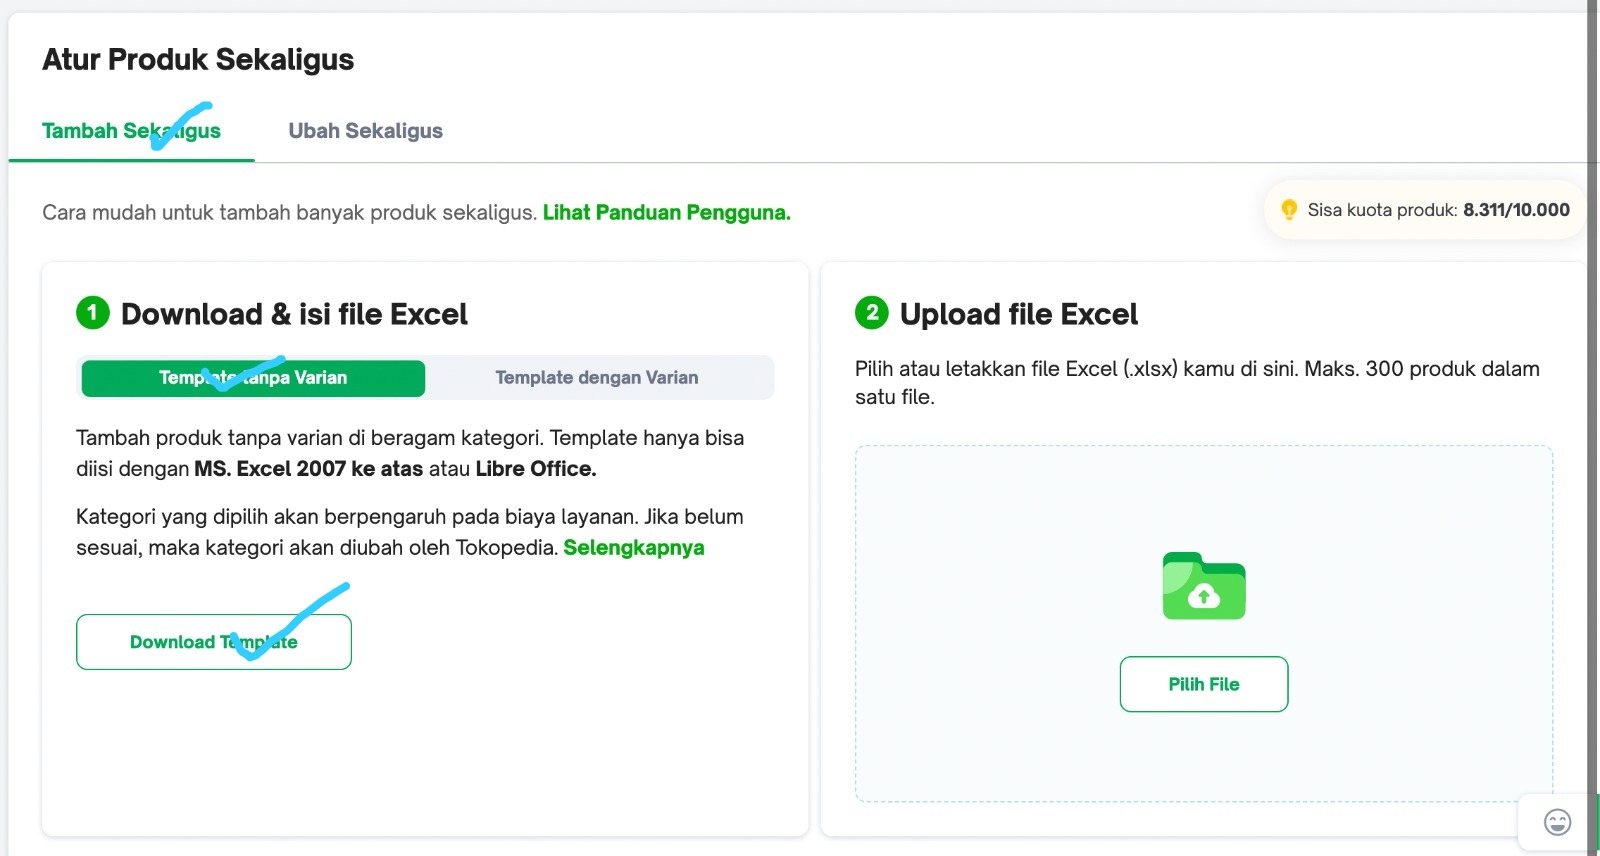 Atur Produk Sekaligus
Tambah Sekaligus
Ubah Sekaligus
Cara mudah untuk tambah banyak produk sekaligus. Lihat Panduan Pengguna.
Sisa kuota produk: 8.311/10.000
1 Download & isi file Excel
Template tanpa Varian
Template dengan Varian
Tambah produk tanpa varian di beragam kategori. Template hanya bisa
diisi dengan MS. Excel 2007 ke atas atau Libre Office.
Kategori yang dipilih akan berpengaruh pada biaya layanan. Jika belum
sesuai, maka kategori akan diubah oleh Tokopedia. Selengkapnya
Download Template
2 Upload file Excel
Pilih atau letakkan file Excel (.xlsx) kamu di sini. Maks. 300 produk dalam
satu file.
Pilih File